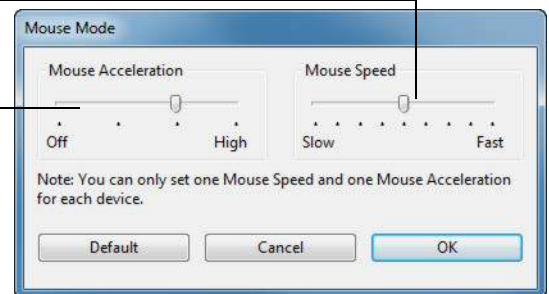 Mouse Mode
Mouse Acceleration
Mouse Speed
Off High
Slow Fast
Note: You can only set one Mouse Speed and one Mouse Acceleration
for each device.
Default Cancel OK